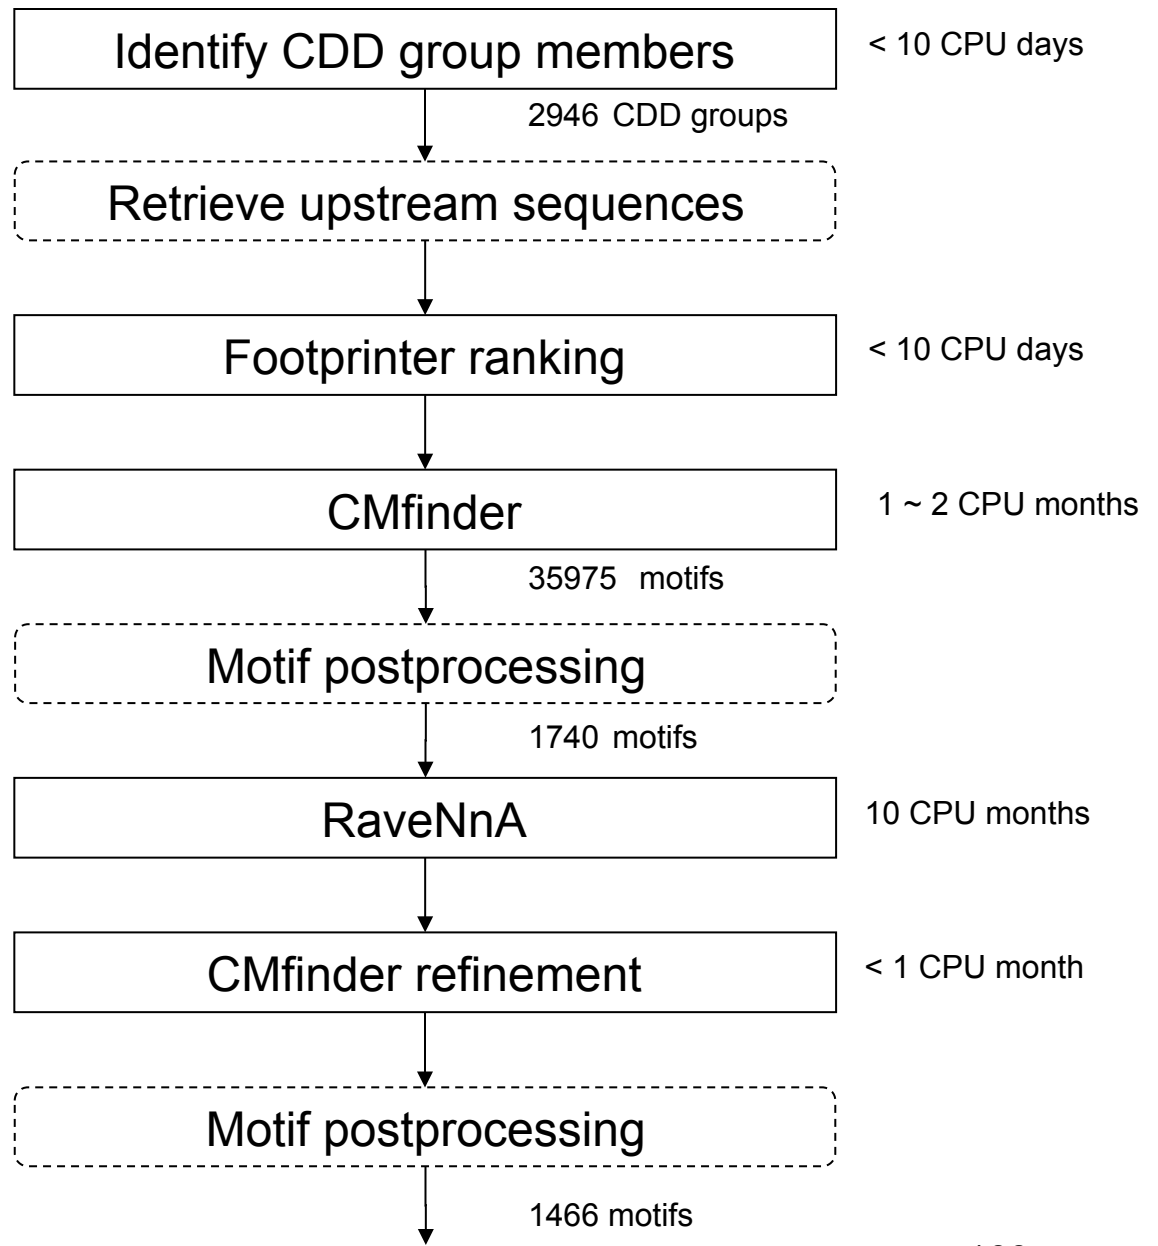 Identify CDD group members
< 10 CPU days
2946 CDD groups
Retrieve upstream sequences
Footprinter ranking
< 10 CPU days
CMfinder
1 ~ 2 CPU months
35975 motifs
Motif postprocessing
1740 motifs
RaveNnA
10 CPU months
CMfinder refinement
< 1 CPU month
Motif postprocessing
1466 motifs